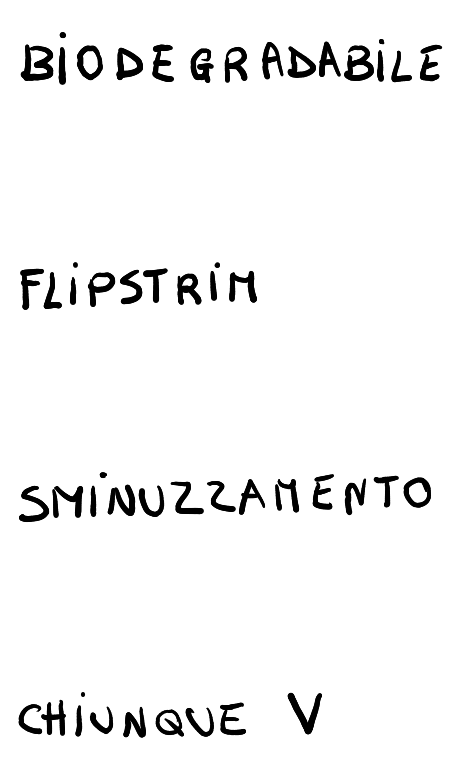 BIODEGRADABILE
FLIPSTRIM
SMINUZZAMENTO
CHIUNQUE V